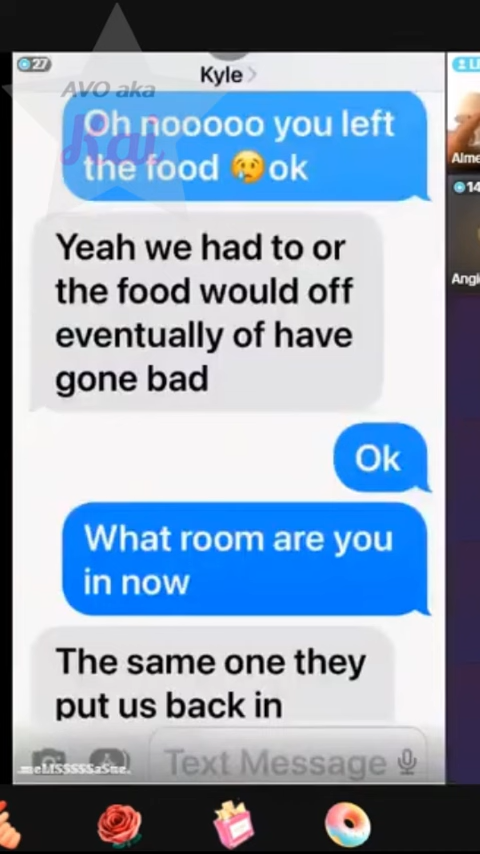 27
Kyle
AVO aka
Kai
Oh nooooo you left
the food 😢 ok
Yeah we had to or
the food would off
eventually of have
gone bad
Ok
What room are you
in now
The same one they
put us back in
Text Message
Alme
14
Angi